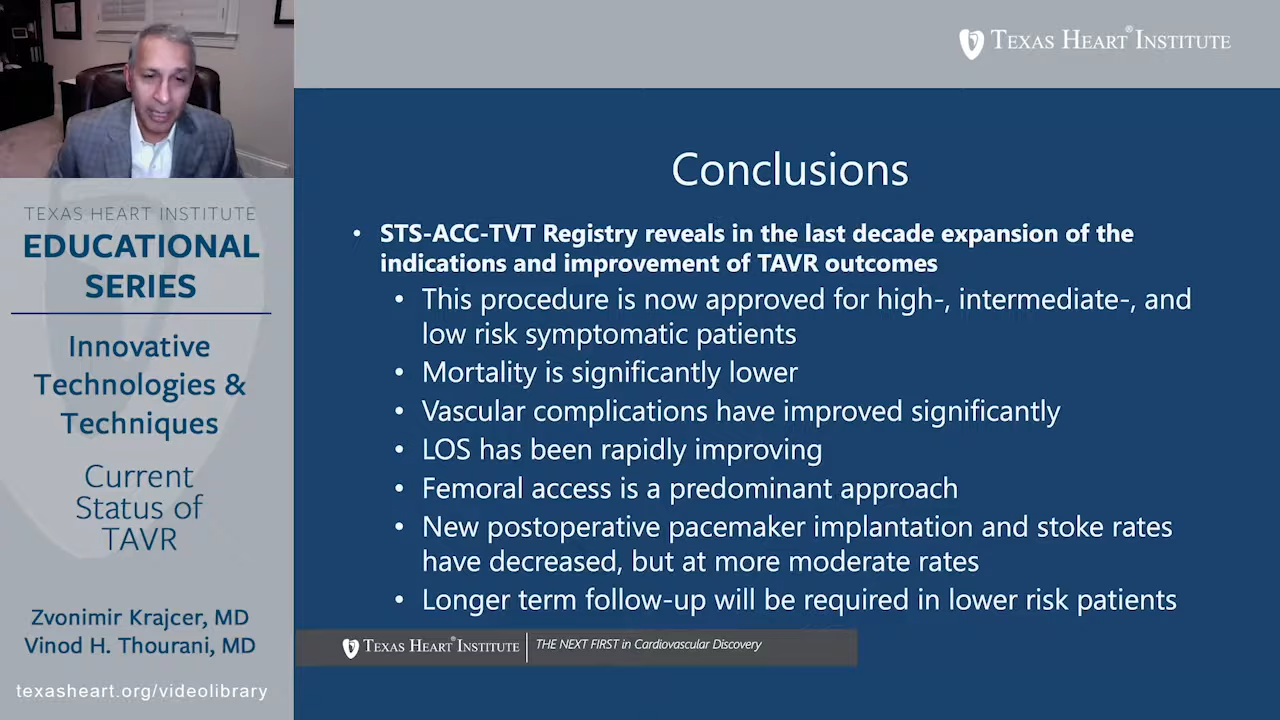 TEXAS HEART® INSTITUTE
TEXAS HEART INSTITUTE
EDUCATIONAL
SERIES
Innovative
Technologies &
Techniques
Current
Status of
TAVR
Zvonimir Krajcer, MD
Vinod H. Thourani, MD
texasheart.org/videolibrary
Conclusions
• STS-ACC-TVT Registry reveals in the last decade expansion of the
indications and improvement of TAVR outcomes
• This procedure is now approved for high-, intermediate-, and
low risk symptomatic patients
• Mortality is significantly lower
• Vascular complications have improved significantly
• LOS has been rapidly improving
• Femoral access is a predominant approach
• New postoperative pacemaker implantation and stoke rates
have decreased, but at more moderate rates
• Longer term follow-up will be required in lower risk patients
TEXAS HEART® INSTITUTE
THE NEXT FIRST in Cardiovascular Discovery